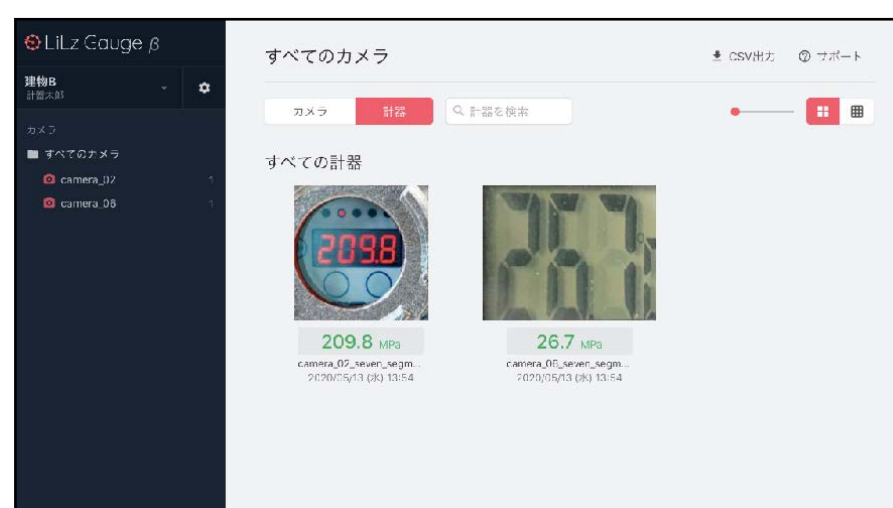 LiLz Gauge β
建物B
計器太郎
カメラ
すべてのカメラ
camera_02 1
camera_06 1
すべてのカメラ
CSV出力
サポート
カメラ
計器
計器を検索
すべての計器
209.8
209.8 MPa
26.7 MPa
camera_02_seven_segm...
camera_06_seven_segm...
2020/05/13 (水) 13:54
2020/05/13 (水) 13:54